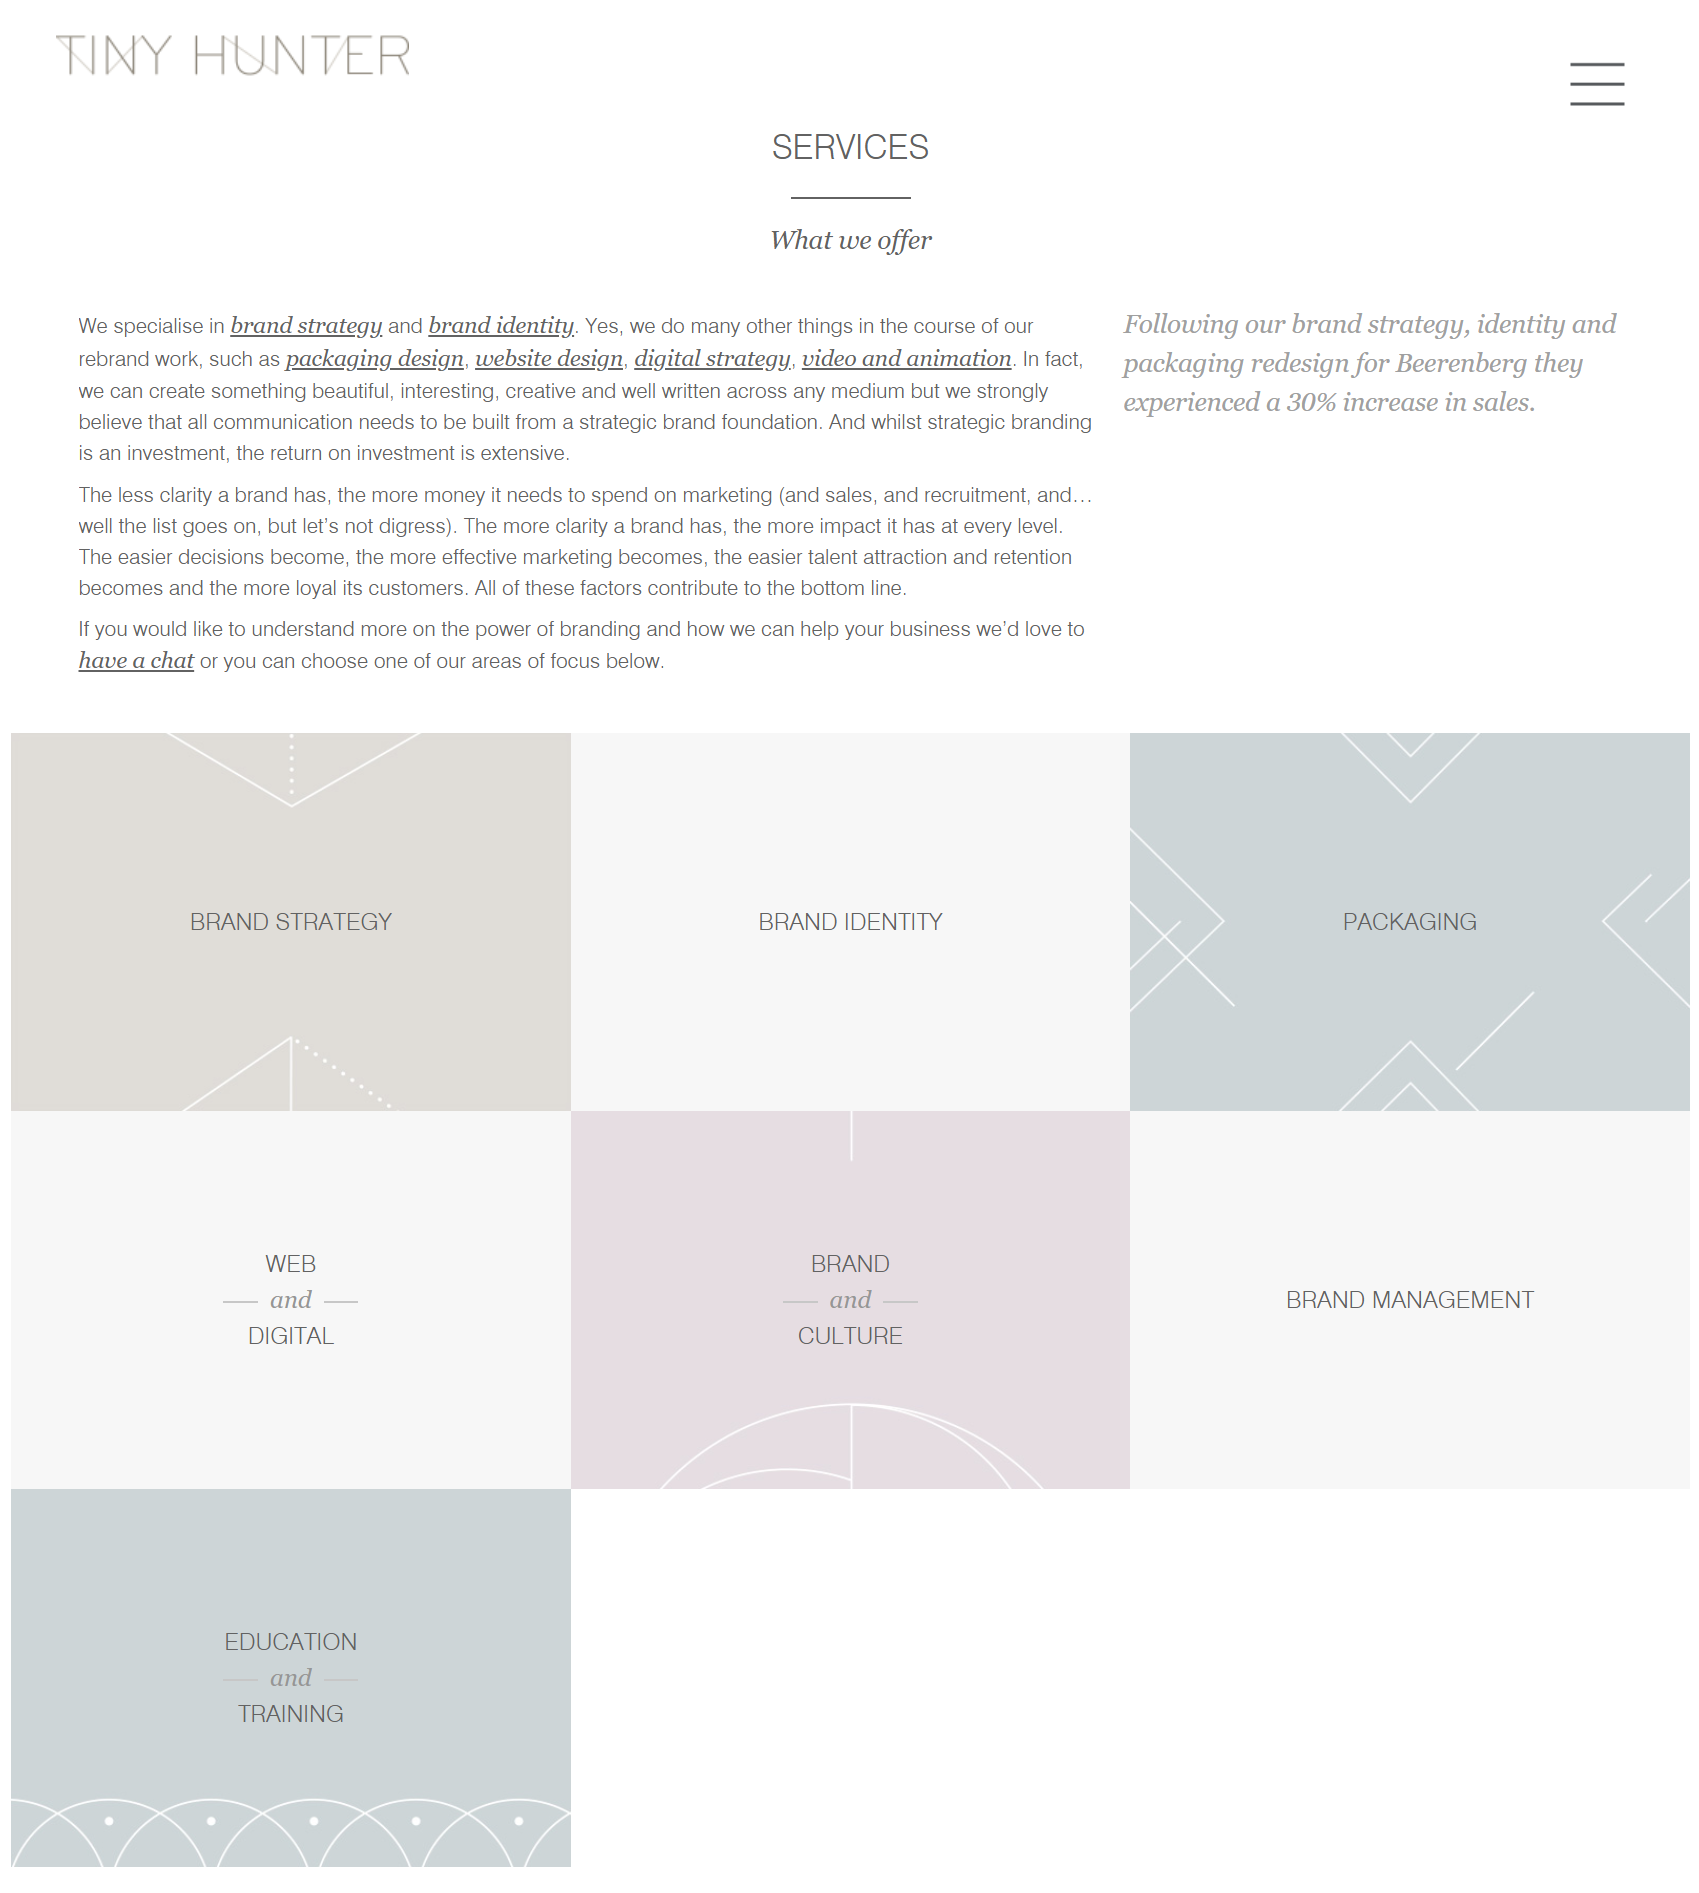 TINY HUNTER
SERVICES
What we offer
We specialise in brand strategy and brand identity. Yes, we do many other things in the course of our
rebrand work, such as packaging design, website design, digital strategy, video and animation. In fact,
we can create something beautiful, interesting, creative and well written across any medium but we strongly
believe that all communication needs to be built from a strategic brand foundation. And whilst strategic branding
is an investment, the return on investment is extensive.
The less clarity a brand has, the more money it needs to spend on marketing (and sales, and recruitment, and…
well the list goes on, but let’s not digress). The more clarity a brand has, the more impact it has at every level.
The easier decisions become, the more effective marketing becomes, the easier talent attraction and retention
becomes and the more loyal its customers. All of these factors contribute to the bottom line.
If you would like to understand more on the power of branding and how we can help your business we’d love to
have a chat or you can choose one of our areas of focus below.
Following our brand strategy, identity and
packaging redesign for Beerenberg they
experienced a 30% increase in sales.
BRAND STRATEGY
BRAND IDENTITY
PACKAGING
WEB
and
DIGITAL
BRAND
and
CULTURE
BRAND MANAGEMENT
EDUCATION
and
TRAINING